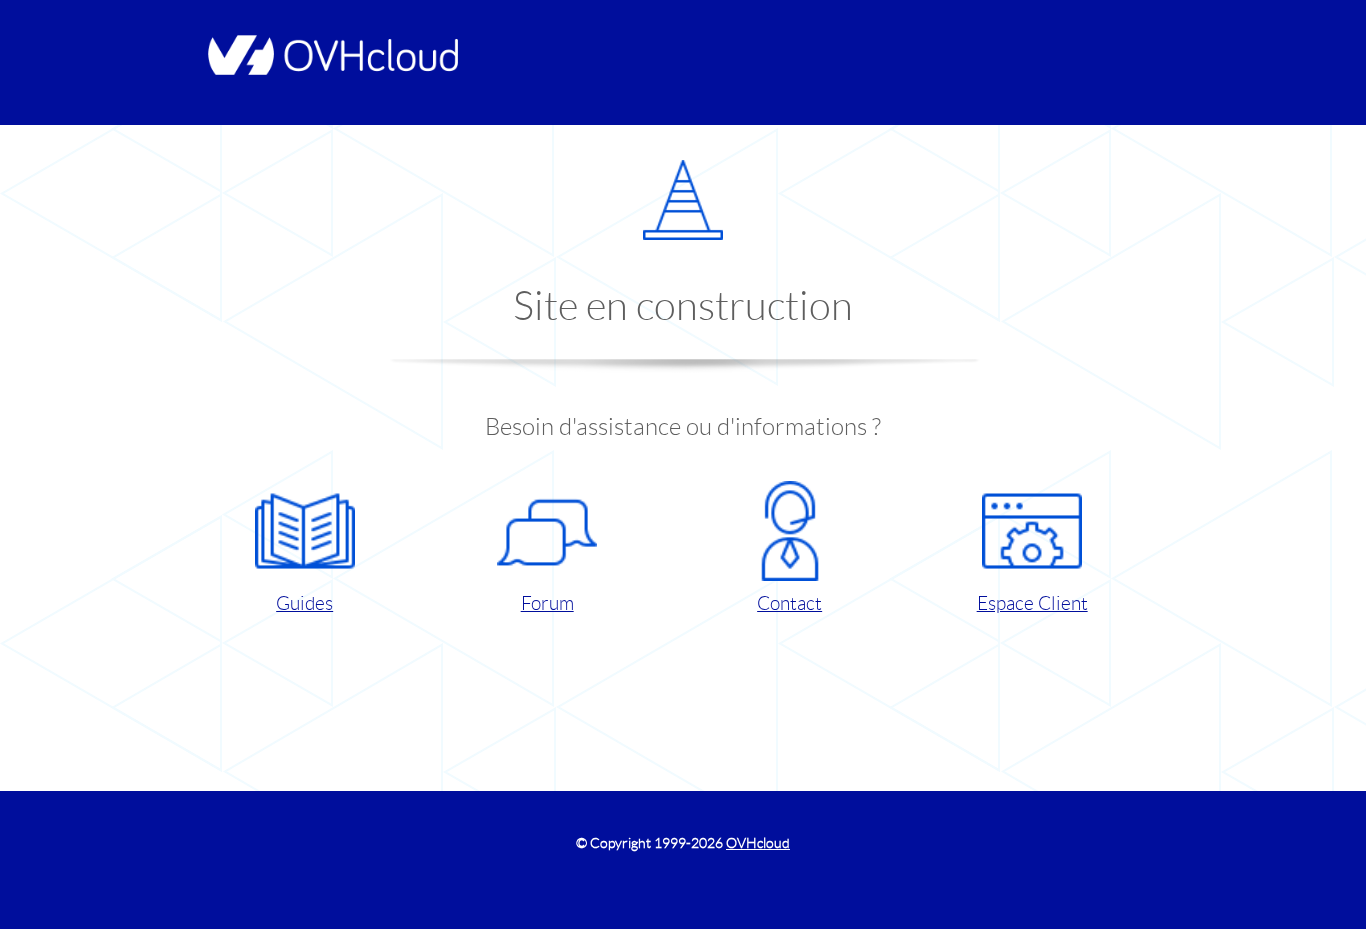 OVHcloud
Site en construction
Besoin d'assistance ou d'informations ?
Guides
Forum
Contact
Espace Client
© Copyright 1999-2026 OVHcloud